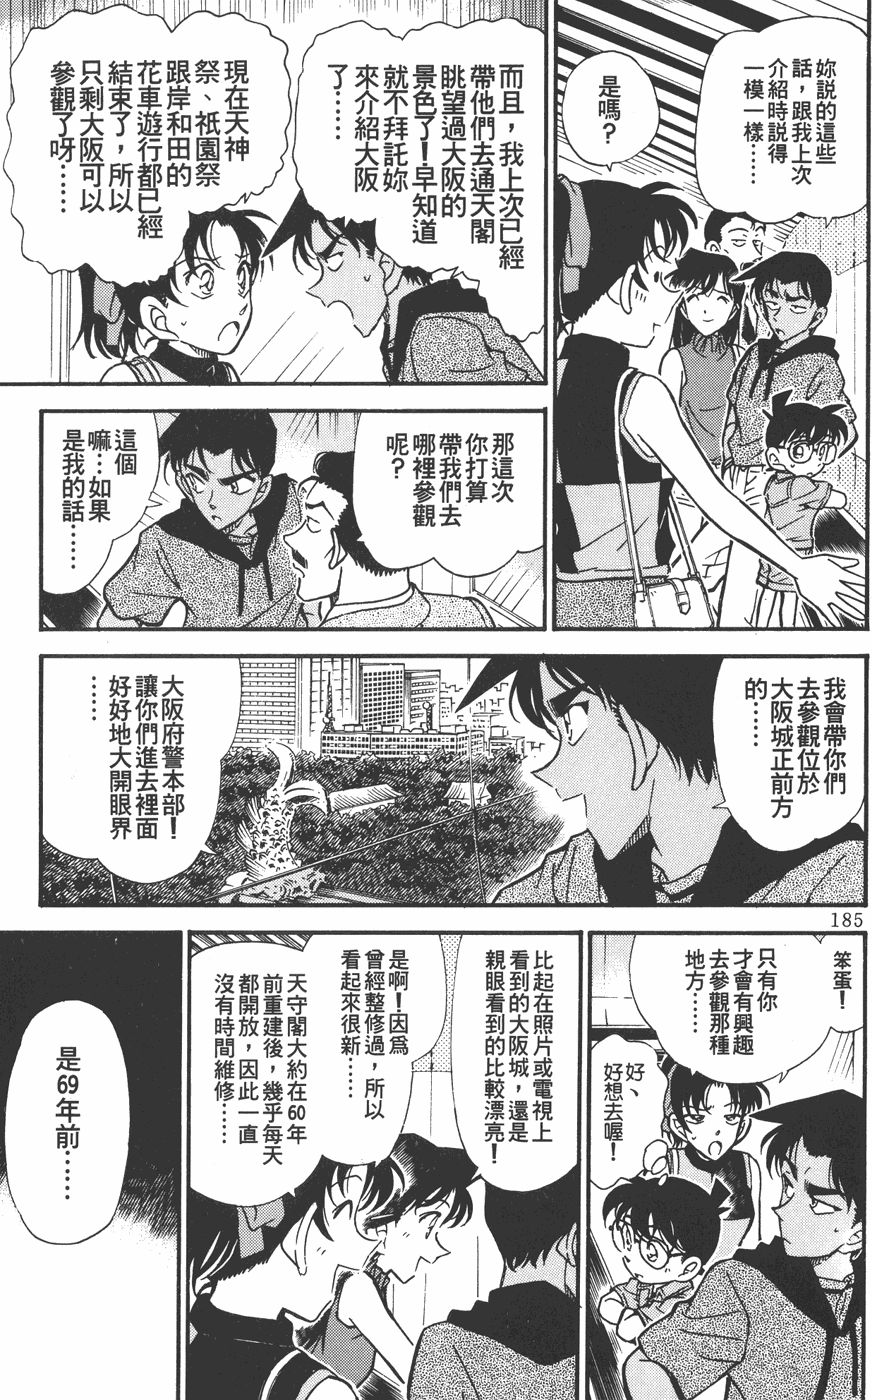 妳說的這些
話，跟我上次
介紹時說得
一模一樣……
是嗎？
而且，我上次已經
帶他們去通天閣
眺望過大阪的
景色了！早知道
就不拜託妳
來介紹大阪
了……
現在天神
祭、祇園祭
跟岸和田的
花車遊行都已經
結束了，所以
只剩大阪可以
參觀了呀……
那這次
你打算
帶我們去
哪裡參觀
呢？
這個
嘛…如果
是我的話……
我會帶你們
去參觀位於
大阪城正前方
的……
大阪府警本部！
讓你們進去裡面
好好地大開眼界
……
185
笨蛋！
只有你
才會有興趣
去參觀那種
地方……
好、
好想去喔！
比起在照片或電視上
看到的大阪城，還是
親眼看到的比較漂亮！
是啊！因為
曾經整修過，所以
看起來很新……
天守閣大約在60年
前重建後，幾乎每天
都開放，因此一直
沒有時間維修……
是69年前……